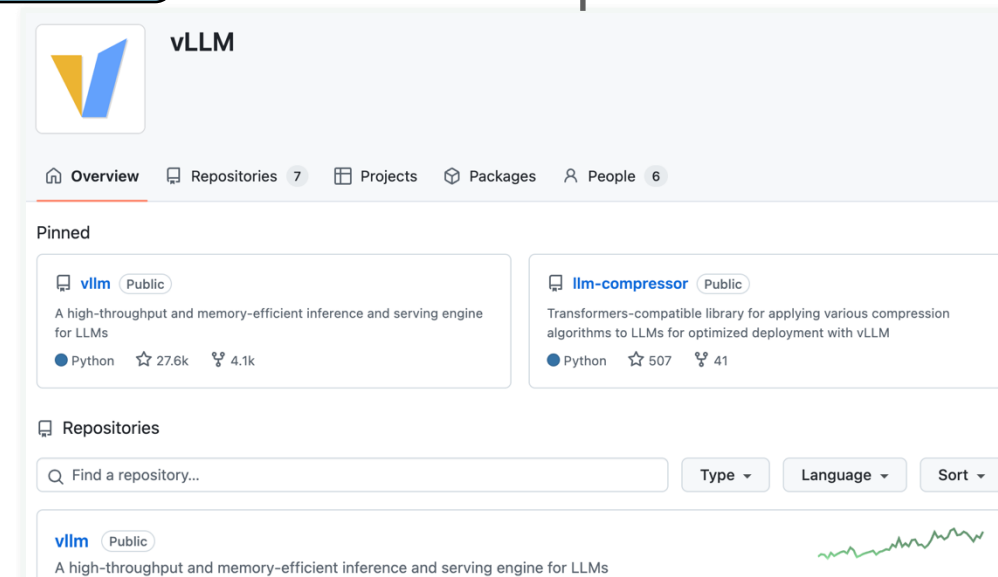 vLLM
Overview Repositories 7 Projects Packages People 6
Pinned
vllm Public
A high-throughput and memory-efficient inference and serving engine
for LLMs
Python 27.6k 4.1k
llm-compressor Public
Transformers-compatible library for applying various compression
algorithms to LLMs for optimized deployment with vLLM
Python 507 41
Repositories
Find a repository... Type Language Sort
vllm Public
A high-throughput and memory-efficient inference and serving engine for LLMs